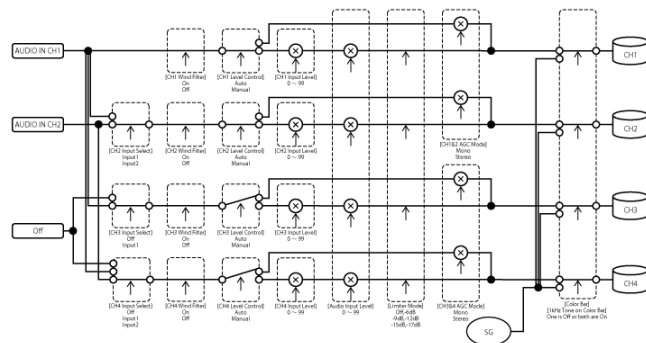 AUDIO IN CH1
[CH1 Wind Filter]
On
Off
[CH1 Level Control]
Auto
Manual
[CH1 Input Level]
0 ～ 99
CH1
AUDIO IN CH2
[CH2 Input Select]
Input1
Input2
[CH2 Wind Filter]
On
Off
[CH2 Level Control]
Auto
Manual
[CH2 Input Level]
0 ～ 99
[CH1&2 AGC Mode]
Mono
Stereo
CH2
Off
[CH3 Input Select]
Off
Input1
[CH3 Wind Filter]
On
Off
[CH3 Level Control]
Auto
Manual
[CH3 Input Level]
0 ～ 99
CH3
[CH4 Input Select]
Off
Input1
Input2
[CH4 Wind Filter]
On
Off
[CH4 Level Control]
Auto
Manual
[CH4 Input Level]
0 ～ 99
[Audio Input Level]
0 ～ 99
[Limiter Mode]
Off,-6dB
-9dB,-12dB
-15dB,-17dB
[CH3&4 AGC Mode]
Mono
Stereo
CH4
SG
[Color Bar]
[1kHz Tone on Color Bar]
One is Off or both are On